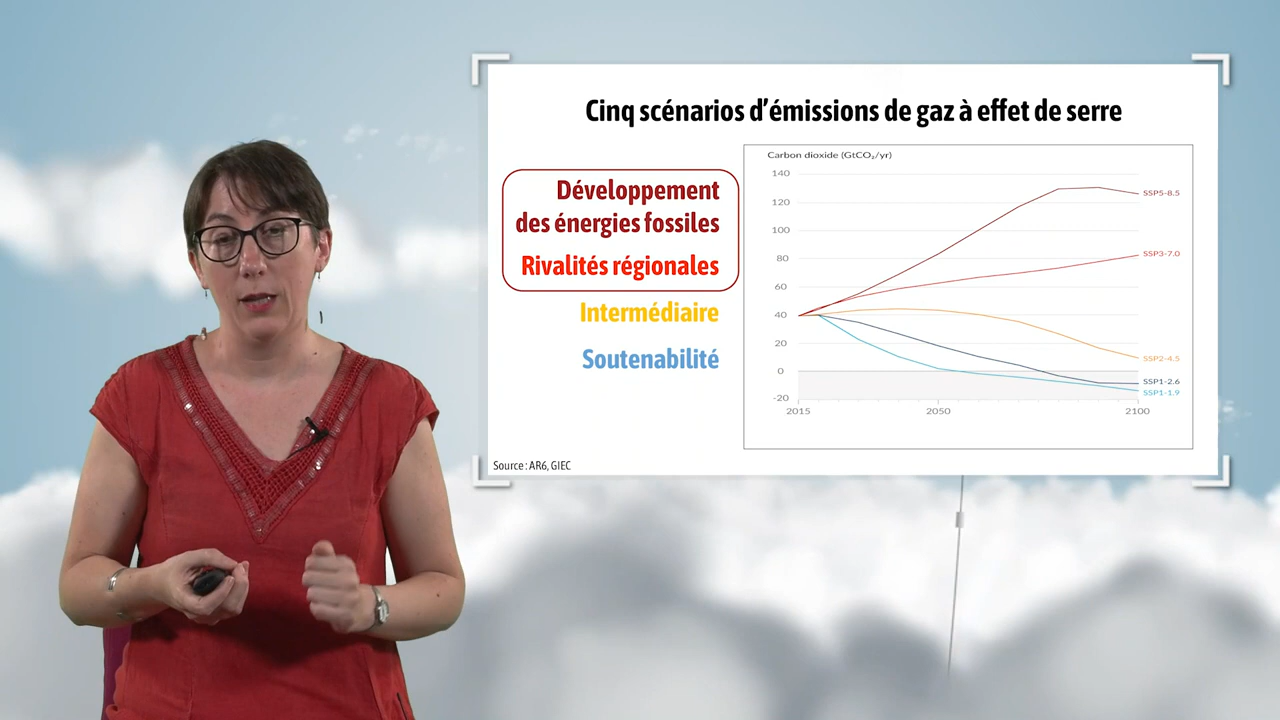 Cinq scénarios d'émissions de gaz à effet de serre
Développement
des énergies fossiles
Rivalités régionales
Intermédiaire
Soutenabilité
Carbon dioxide (GtCO₂/yr)
140
120
100
80
60
40
20
0
-20
2015
2050
2100
SSP5-8.5
SSP3-7.0
SSP2-4.5
SSP1-2.6
SSP1-1.9
Source : AR6, GIEC